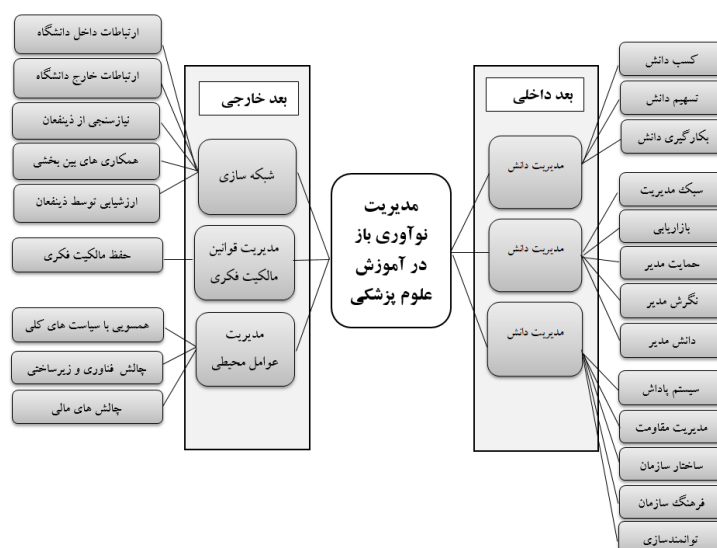 کسب دانش
تسهیم دانش
بکارگیری دانش
سبک مدیریت
بازاریابی
حمایت مدیر
نگرش مدیر
دانش مدیر
سیستم پاداش
مدیریت مقاومت
ساختار سازمان
فرهنگ سازمان
توانمندسازی
بعد داخلی
مدیریت دانش
مدیریت دانش
مدیریت دانش
مدیریت
نوآوری باز
در آموزش
علوم پزشکی
بعد خارجی
شبکه سازی
مدیریت قوانین
مالکیت فکری
مدیریت
عوامل محیطی
ارتباطات داخل دانشگاه
ارتباطات خارج دانشگاه
نیازسنجی از ذینفعان
همکاری های بین بخشی
ارزشیابی توسط ذینفعان
حفظ مالکیت فکری
همسویی با سیاست های کلی
چالش فناوری و زیرساختی
چالش های مالی